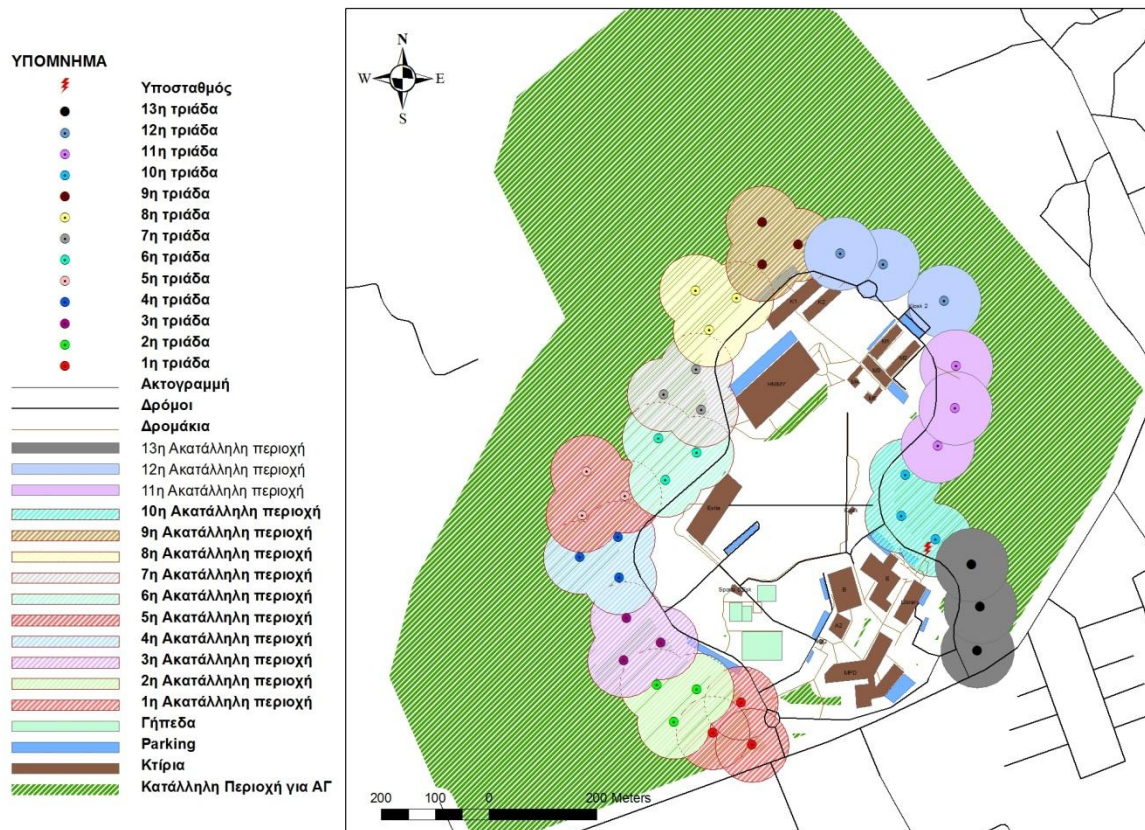 ΥΠΟΜΝΗΜΑ
Υποσταθμός
13η τριάδα
12η τριάδα
11η τριάδα
10η τριάδα
9η τριάδα
8η τριάδα
7η τριάδα
6η τριάδα
5η τριάδα
4η τριάδα
3η τριάδα
2η τριάδα
1η τριάδα
Ακτογραμμή
Δρόμοι
Δρομάκια
13η Ακατάλληλη περιοχή
12η Ακατάλληλη περιοχή
11η Ακατάλληλη περιοχή
10η Ακατάλληλη περιοχή
9η Ακατάλληλη περιοχή
8η Ακατάλληλη περιοχή
7η Ακατάλληλη περιοχή
6η Ακατάλληλη περιοχή
5η Ακατάλληλη περιοχή
4η Ακατάλληλη περιοχή
3η Ακατάλληλη περιοχή
2η Ακατάλληλη περιοχή
1η Ακατάλληλη περιοχή
Γήπεδα
Parking
Κτίρια
Κατάλληλη Περιοχή για ΑΓ
N
W E
S
K1
K2
200 100 0 200 Meters